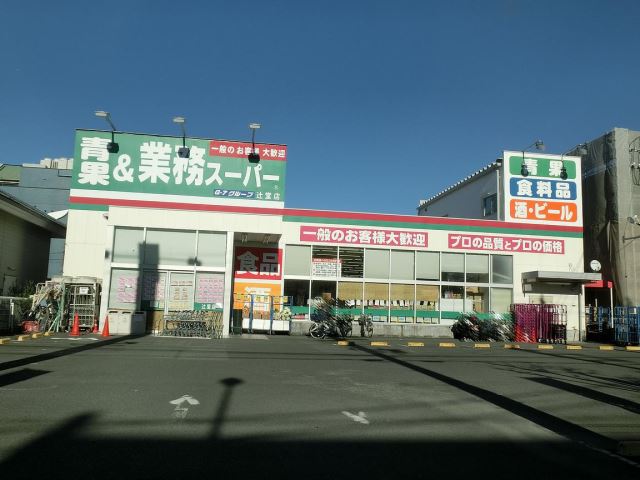 青果&業務スーパー
一般のお客様 大歓迎
G-7 グループ 辻堂店
青果
食料品
酒・ビール
一般のお客様大歓迎
プロの品質とプロの価格
食品
酒